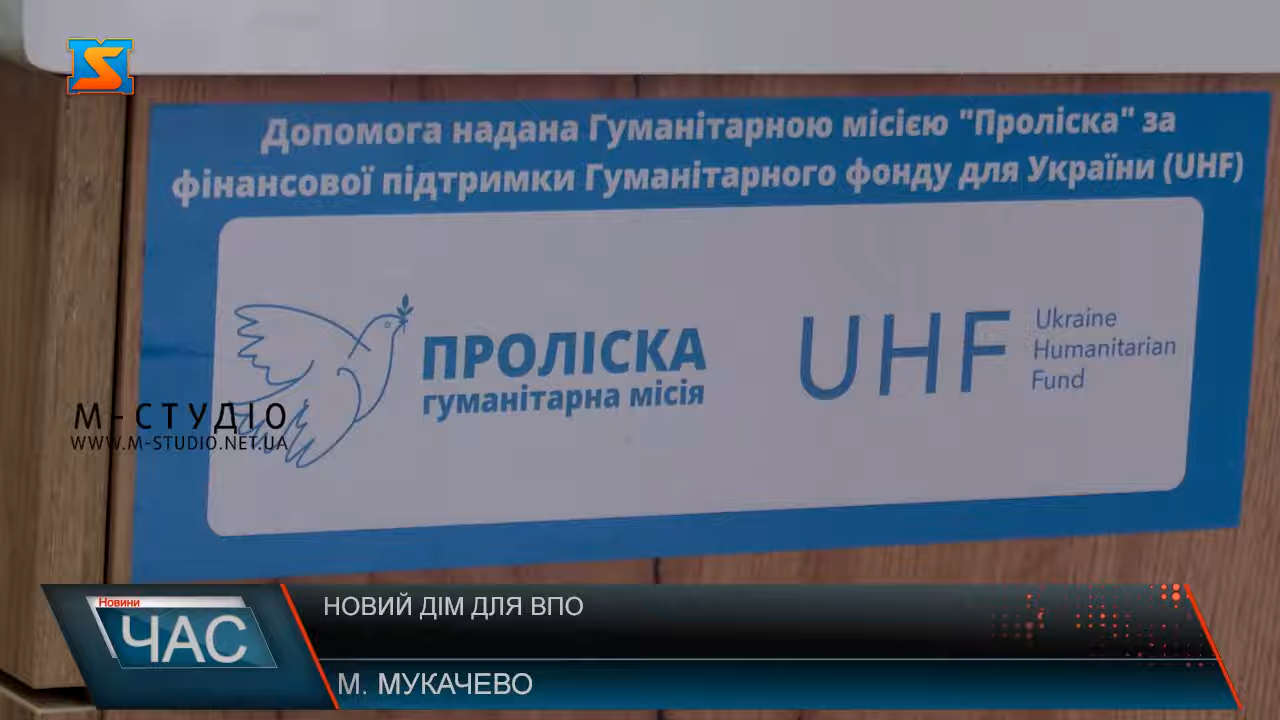 Допомога надана Гуманітарною місією "Проліска" за
фінансової підтримки Гуманітарного фонду для України (UHF)
ПРОЛІСКА
гуманітарна місія
UHF
Ukraine
Humanitarian
Fund
М-СТУДІО
WWW.M-STUDIO.NET.UA
Новини
ЧАС
НОВИЙ ДІМ ДЛЯ ВПО
М. МУКАЧЕВО